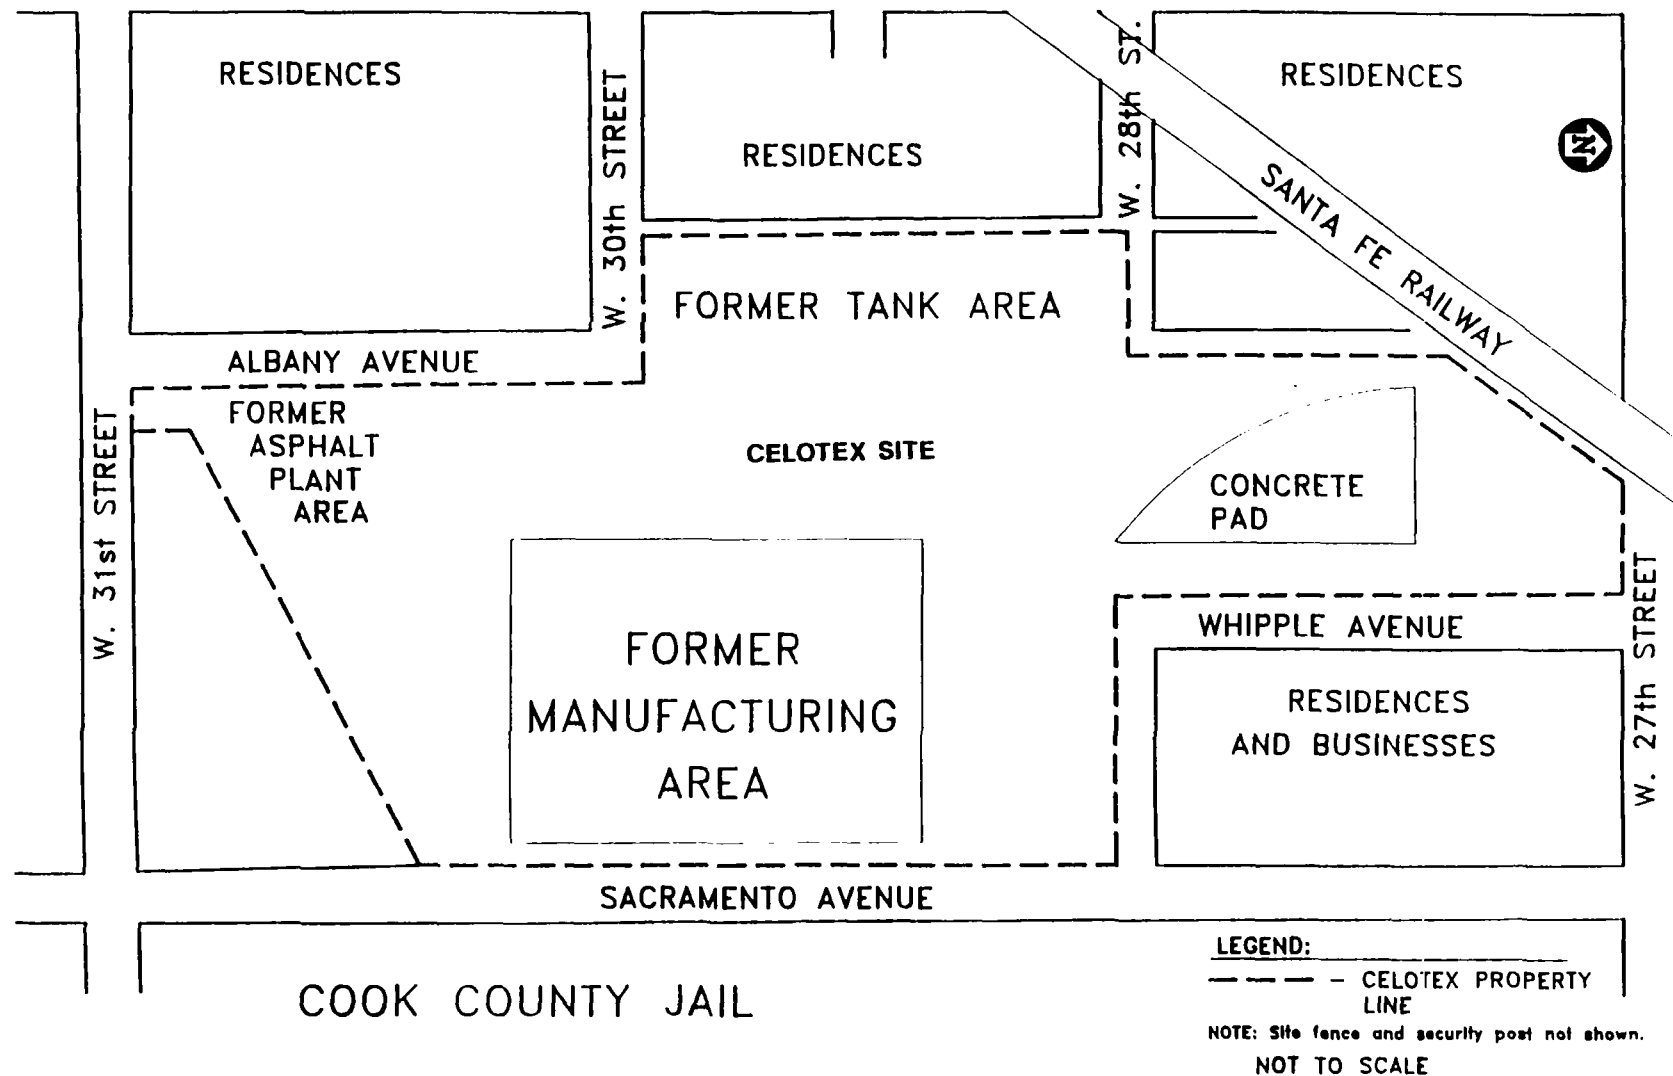 RESIDENCES
W. 30th STREET
RESIDENCES
W. 28th ST.
RESIDENCES
N
SANTA FE RAILWAY
FORMER TANK AREA
ALBANY AVENUE
W. 31st STREET
FORMER
ASPHALT
PLANT
AREA
CELOTEX SITE
CONCRETE
PAD
FORMER
MANUFACTURING
AREA
WHIPPLE AVENUE
W. 27th STREET
RESIDENCES
AND BUSINESSES
SACRAMENTO AVENUE
COOK COUNTY JAIL
LEGEND:
– CELOTEX PROPERTY
LINE
NOTE: Site fence and security post not shown.
NOT TO SCALE